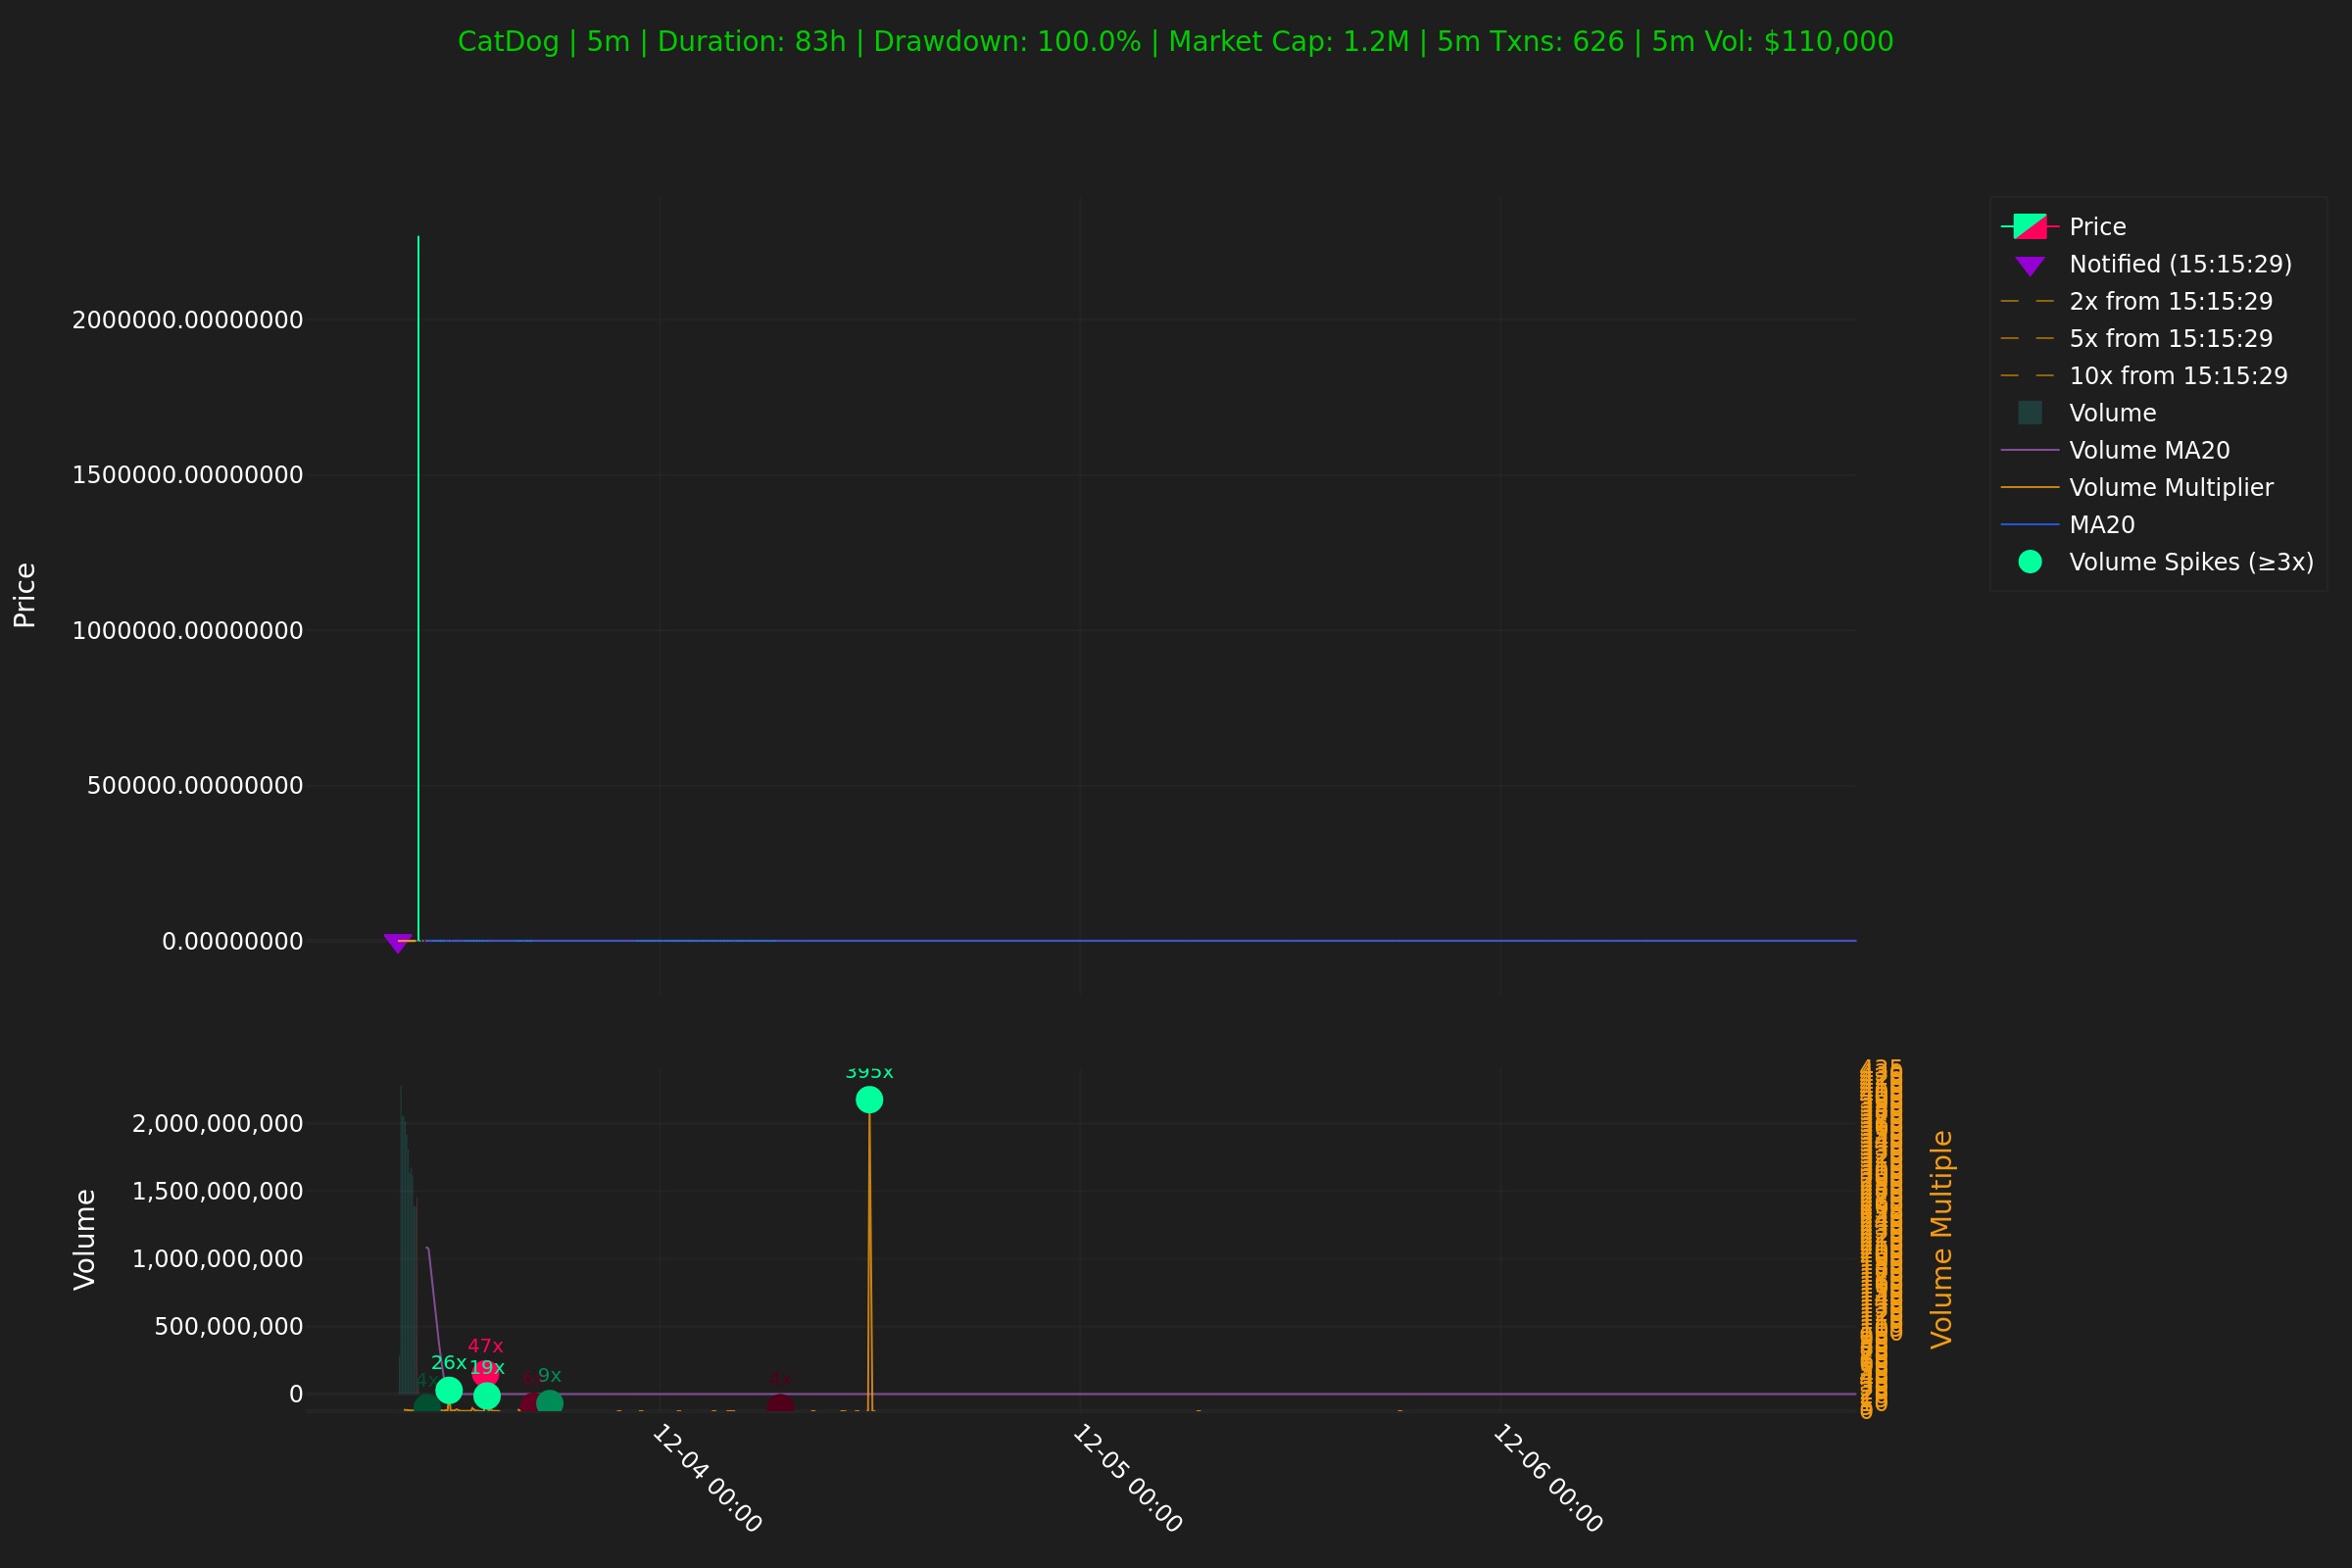 CatDog | 5m | Duration: 83h | Drawdown: 100.0% | Market Cap: 1.2M | 5m Txns: 626 | 5m Vol: $110,000
Price
2000000.00000000
1500000.00000000
1000000.00000000
500000.00000000
0.00000000
Price
Notified (15:15:29)
2x from 15:15:29
5x from 15:15:29
10x from 15:15:29
Volume
Volume MA20
Volume Multiplier
MA20
Volume Spikes (≥3x)
Volume
2,000,000,000
1,500,000,000
1,000,000,000
500,000,000
0
395x
47x
26x
19x
9x
4x
4x
Volume Multiple
12-04 00:00
12-05 00:00
12-06 00:00